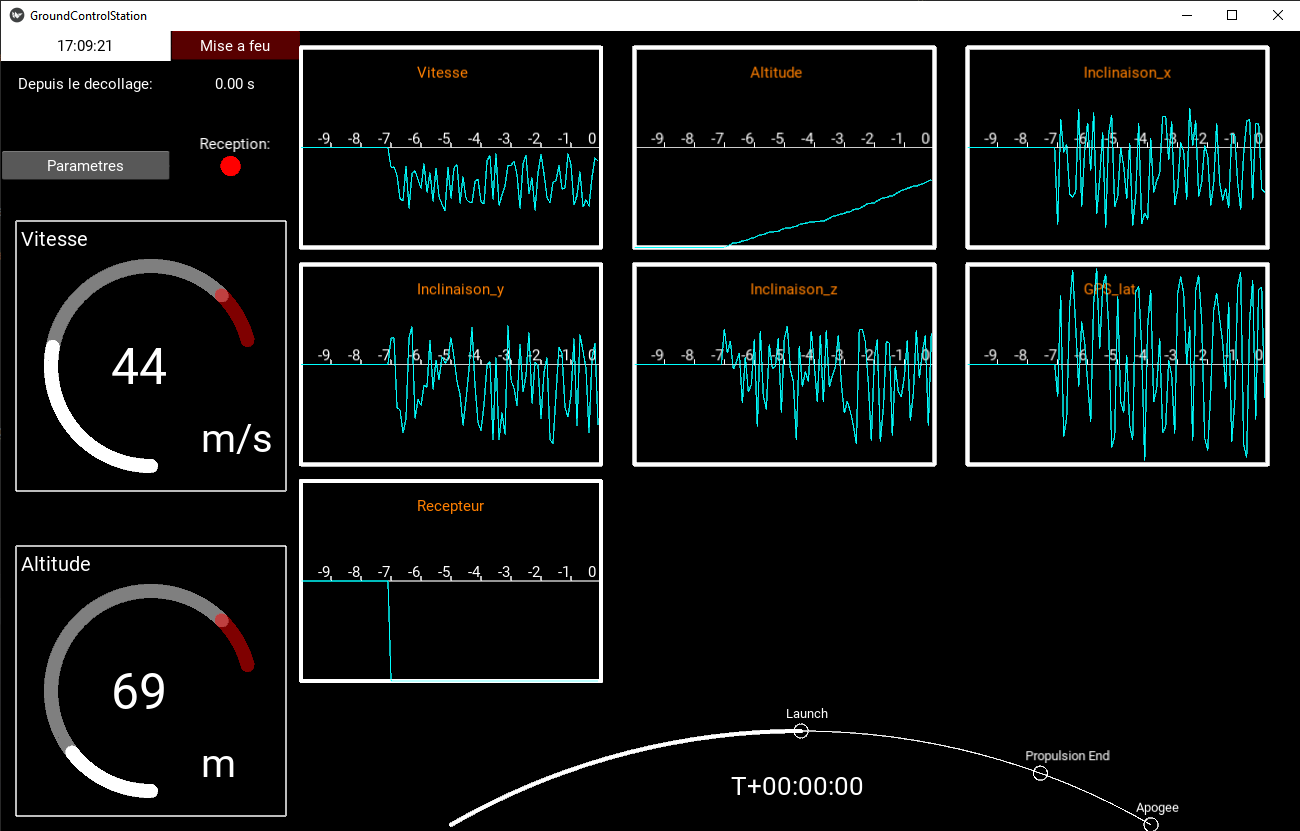 GroundControlStation
17:09:21
Mise a feu
Depuis le decollage:
0.00 s
Reception:
Parametres
Vitesse
44
m/s
Altitude
69
m
Vitesse
-9 -8 -7 -6 -5 -4 -3 -2 -1 0
Altitude
-9 -8 -7 -6 -5 -4 -3 -2 -1 0
Inclinaison_x
-9 -8 -7 -6 -5 -4 -3 -2 -1 0
Inclinaison_y
-9 -8 -7 -6 -5 -4 -3 -2 -1 0
Inclinaison_z
-9 -8 -7 -6 -5 -4 -3 -2 -1 0
GPS_lat
-9 -8 -7 -6 -5 -4 -3 -2 -1 0
Recepteur
-9 -8 -7 -6 -5 -4 -3 -2 -1 0
Launch
Propulsion End
Apogee
T+00:00:00